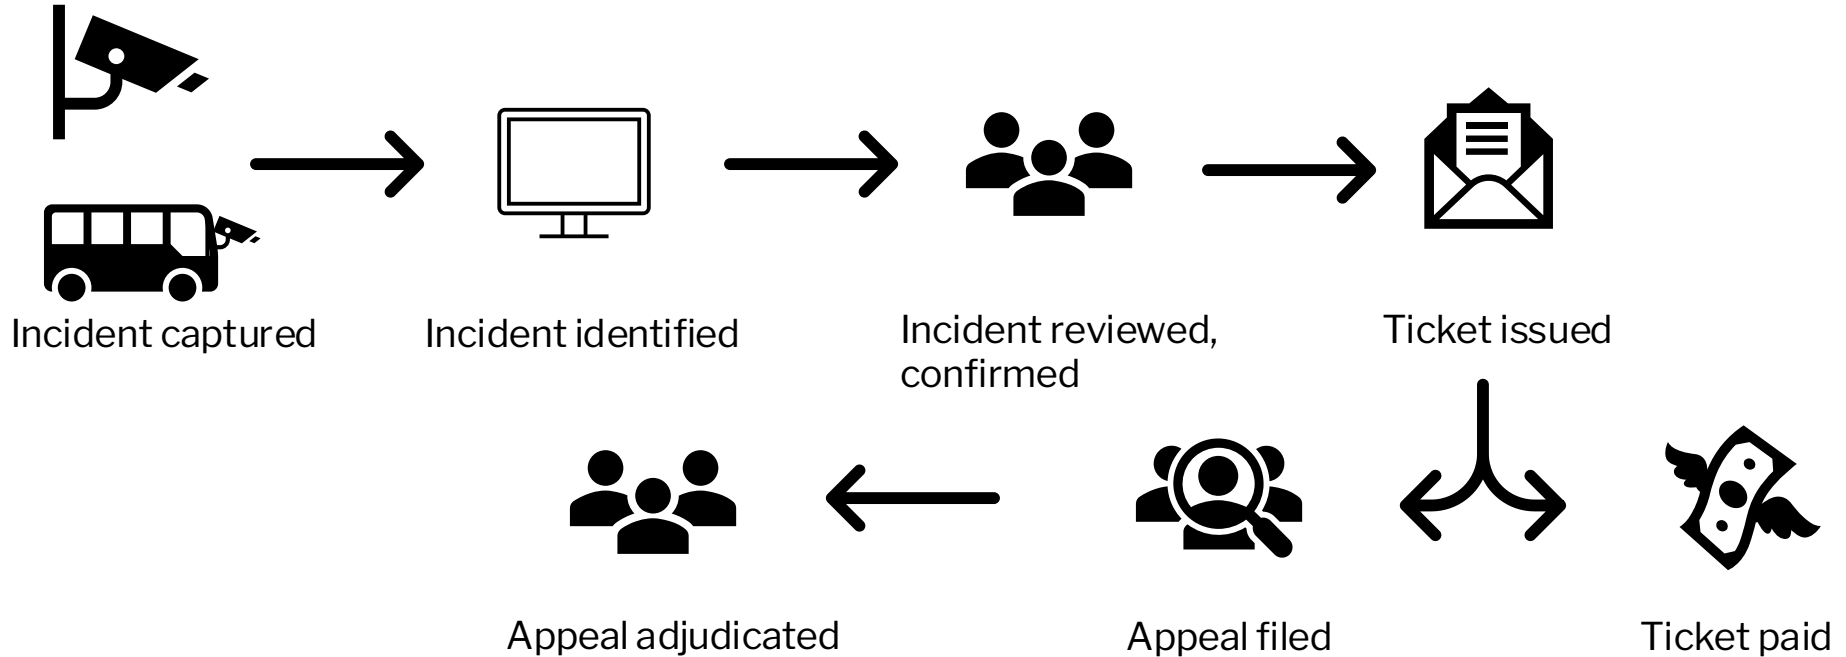 Incident captured
Incident identified
Incident reviewed,
confirmed
Ticket issued
Appeal adjudicated
Appeal filed
Ticket paid